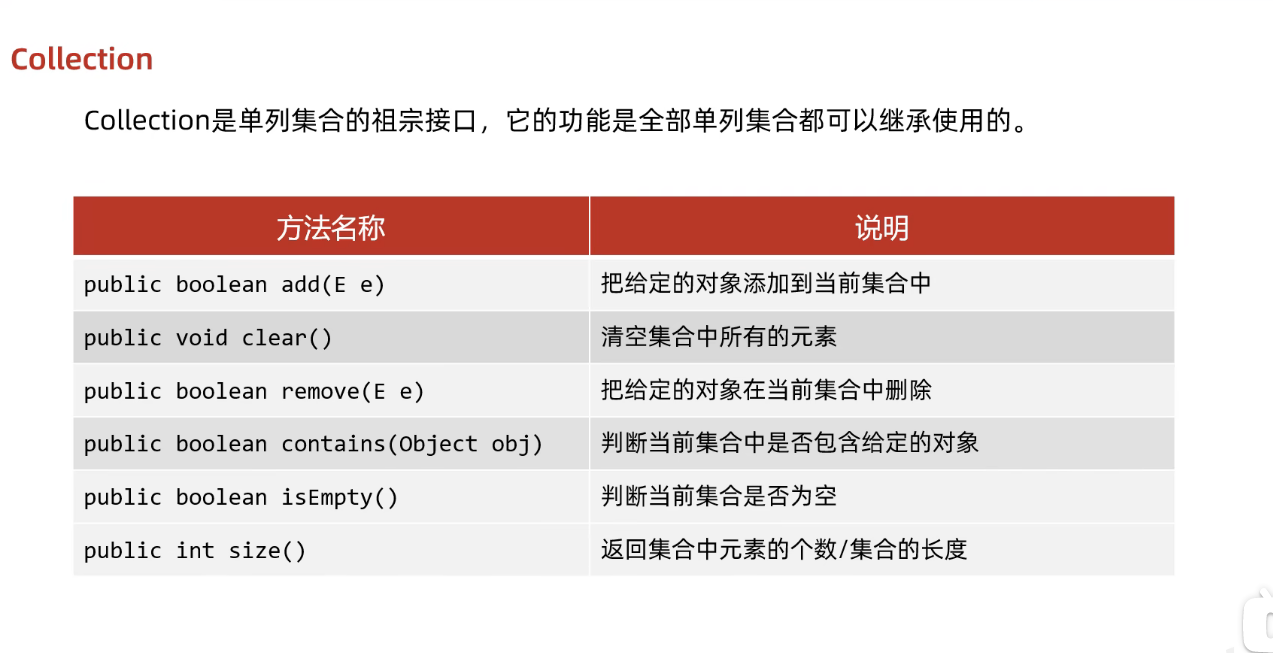 Collection
Collection是单列集合的祖宗接口，它的功能是全部单列集合都可以继承使用的。
方法名称 说明
public boolean add(E e) 把给定的对象添加到当前集合中
public void clear() 清空集合中所有的元素
public boolean remove(E e) 把给定的对象在当前集合中删除
public boolean contains(Object obj) 判断当前集合中是否包含给定的对象
public boolean isEmpty() 判断当前集合是否为空
public int size() 返回集合中元素的个数/集合的长度